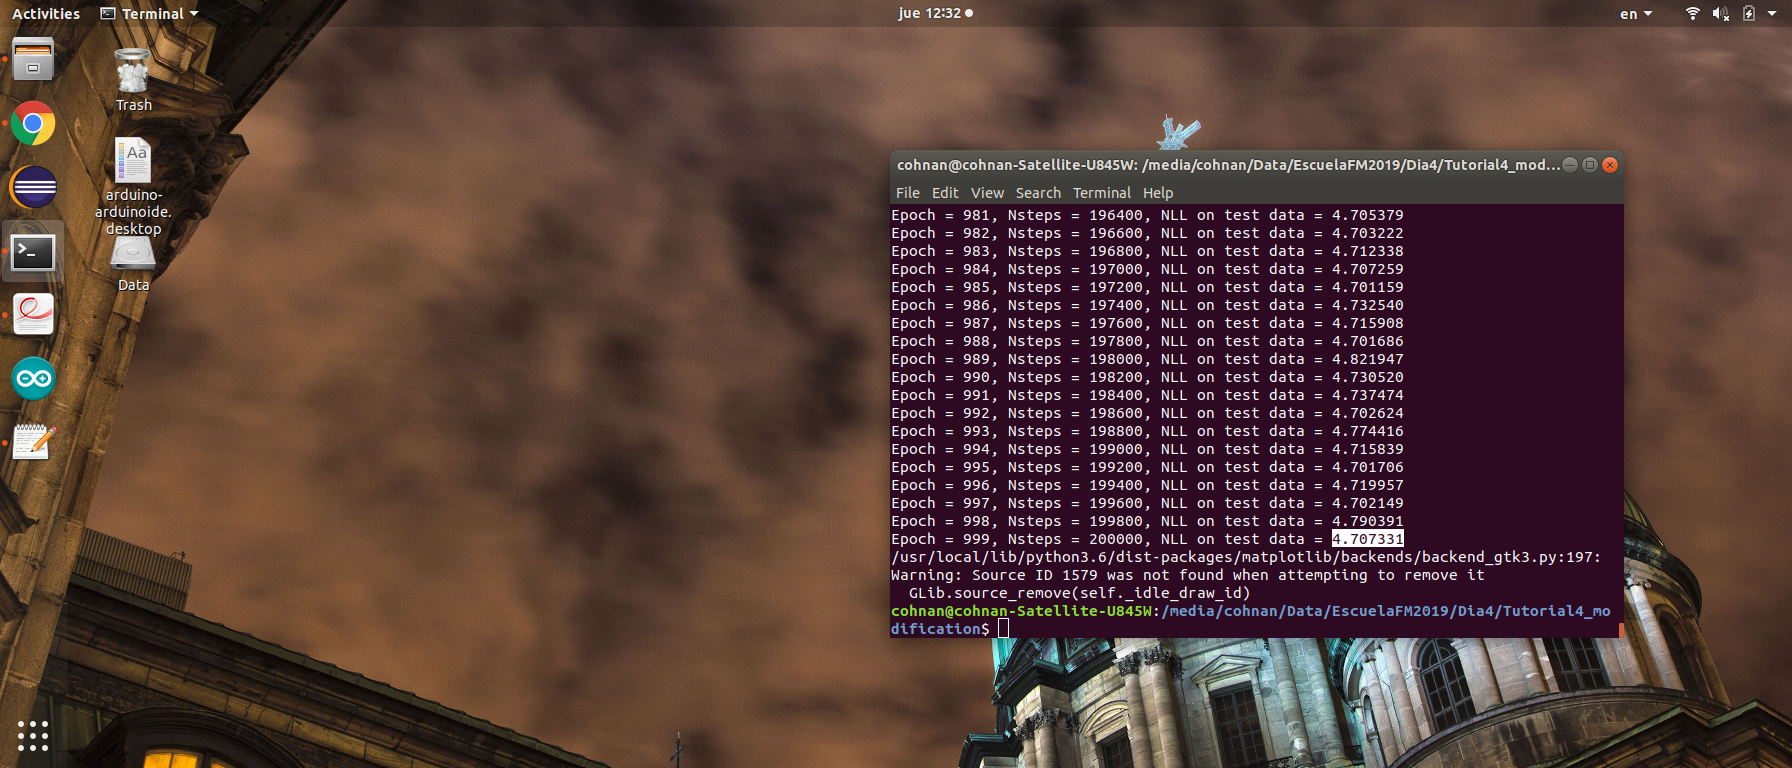 Activities
Terminal
jue 12:32
en
Trash
Aa
arduino-
arduinoide.
desktop
Data
cohnan@cohnan-Satellite-U845W: /media/cohnan/Data/EscuelaFM2019/Dia4/Tutorial4_mod...
File Edit View Search Terminal Help
Epoch = 981, Nsteps = 196400, NLL on test data = 4.705379
Epoch = 982, Nsteps = 196600, NLL on test data = 4.703222
Epoch = 983, Nsteps = 196800, NLL on test data = 4.712338
Epoch = 984, Nsteps = 197000, NLL on test data = 4.707259
Epoch = 985, Nsteps = 197200, NLL on test data = 4.701159
Epoch = 986, Nsteps = 197400, NLL on test data = 4.732540
Epoch = 987, Nsteps = 197600, NLL on test data = 4.715908
Epoch = 988, Nsteps = 197800, NLL on test data = 4.701686
Epoch = 989, Nsteps = 198000, NLL on test data = 4.821947
Epoch = 990, Nsteps = 198200, NLL on test data = 4.730520
Epoch = 991, Nsteps = 198400, NLL on test data = 4.737474
Epoch = 992, Nsteps = 198600, NLL on test data = 4.702624
Epoch = 993, Nsteps = 198800, NLL on test data = 4.774416
Epoch = 994, Nsteps = 199000, NLL on test data = 4.715839
Epoch = 995, Nsteps = 199200, NLL on test data = 4.701706
Epoch = 996, Nsteps = 199400, NLL on test data = 4.719957
Epoch = 997, Nsteps = 199600, NLL on test data = 4.702149
Epoch = 998, Nsteps = 199800, NLL on test data = 4.790391
Epoch = 999, Nsteps = 200000, NLL on test data = 4.707331
/usr/local/lib/python3.6/dist-packages/matplotlib/backends/backend_gtk3.py:197:
Warning: Source ID 1579 was not found when attempting to remove it
GLib.source_remove(self._idle_draw_id)
cohnan@cohnan-Satellite-U845W:/media/cohnan/Data/EscuelaFM2019/Dia4/Tutorial4_mo
dification$